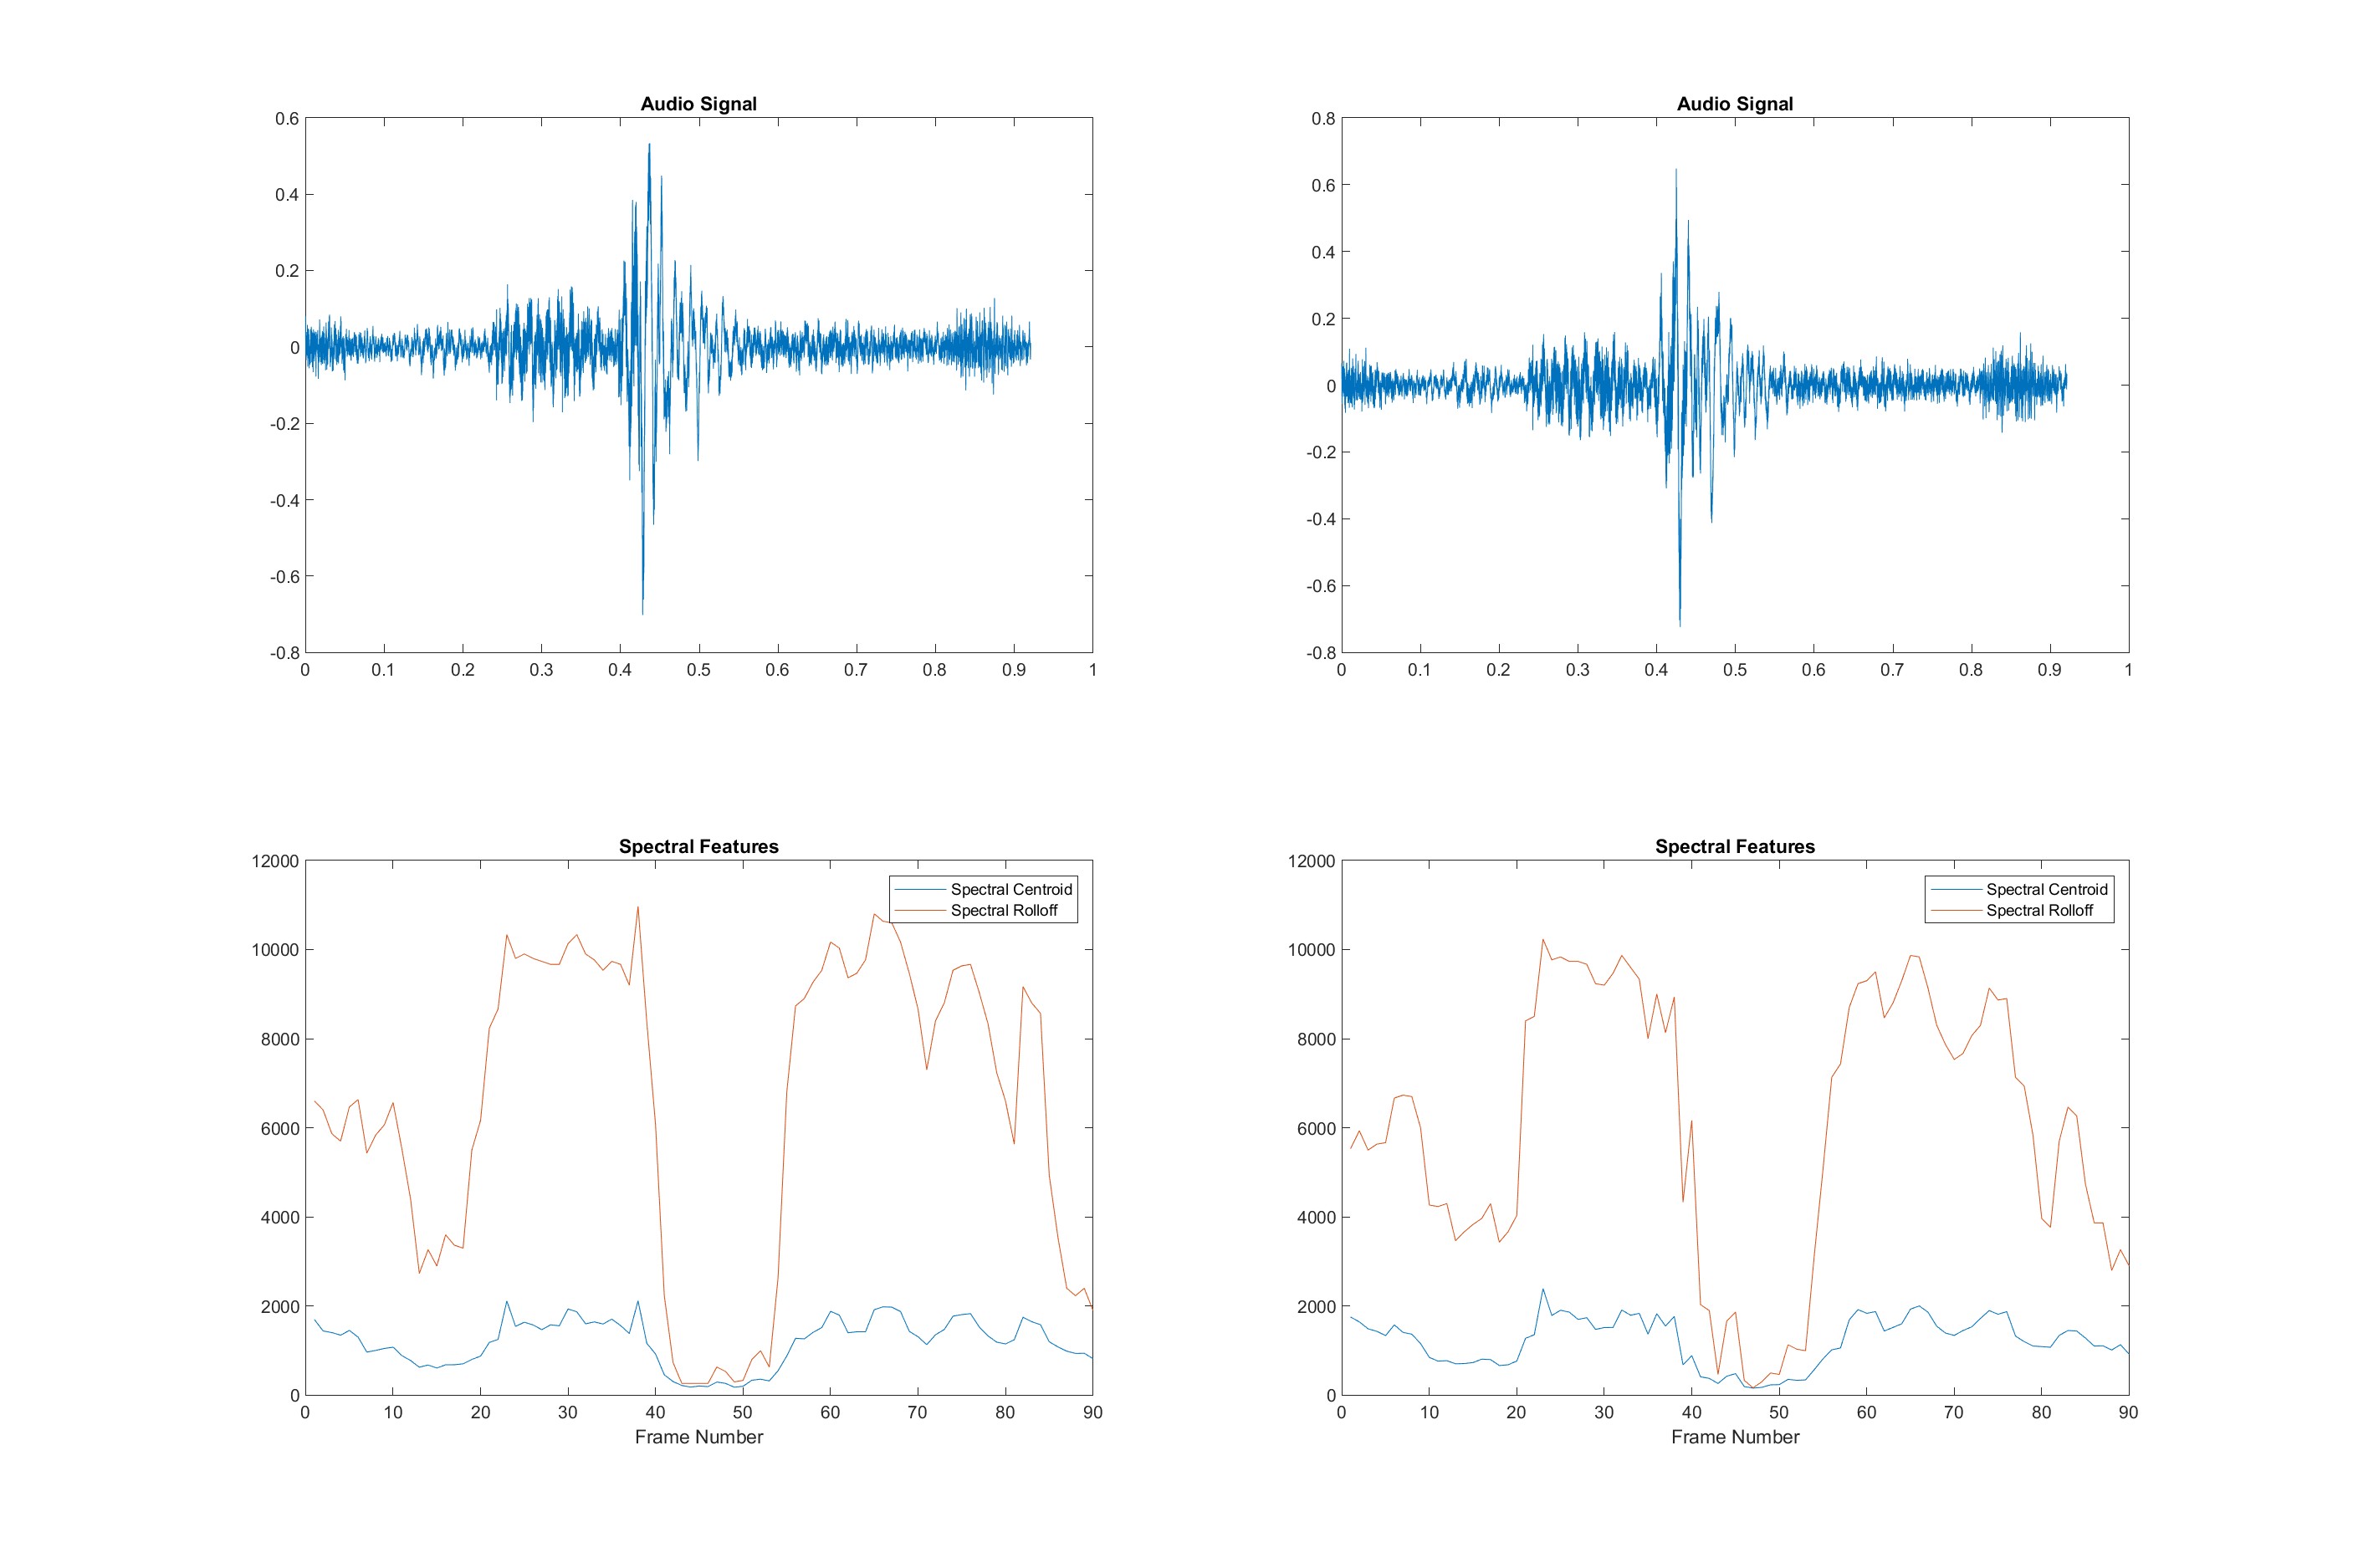 Audio Signal
0.6
0.4
0.2
0
-0.2
-0.4
-0.6
-0.8
0 0.1 0.2 0.3 0.4 0.5 0.6 0.7 0.8 0.9 1
Audio Signal
0.8
0.6
0.4
0.2
0
-0.2
-0.4
-0.6
-0.8
0 0.1 0.2 0.3 0.4 0.5 0.6 0.7 0.8 0.9 1
Spectral Features
12000
10000
8000
6000
4000
2000
0
Spectral Centroid
Spectral Rolloff
0 10 20 30 40 50 60 70 80 90
Frame Number
Spectral Features
12000
10000
8000
6000
4000
2000
0
Spectral Centroid
Spectral Rolloff
0 10 20 30 40 50 60 70 80 90
Frame Number